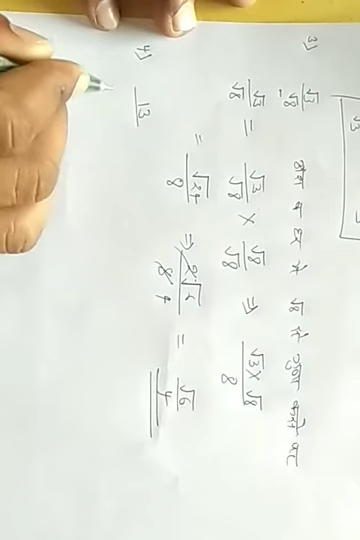 √3
3) √3/√8 अंश व हर में √8 से गुणा करने पर
√3/√8 = √3/√8 × √8/√8 ⇒ √3×√8/8
= √24/8 ⇒ 2√6/8 4 = √6/4
4) 13